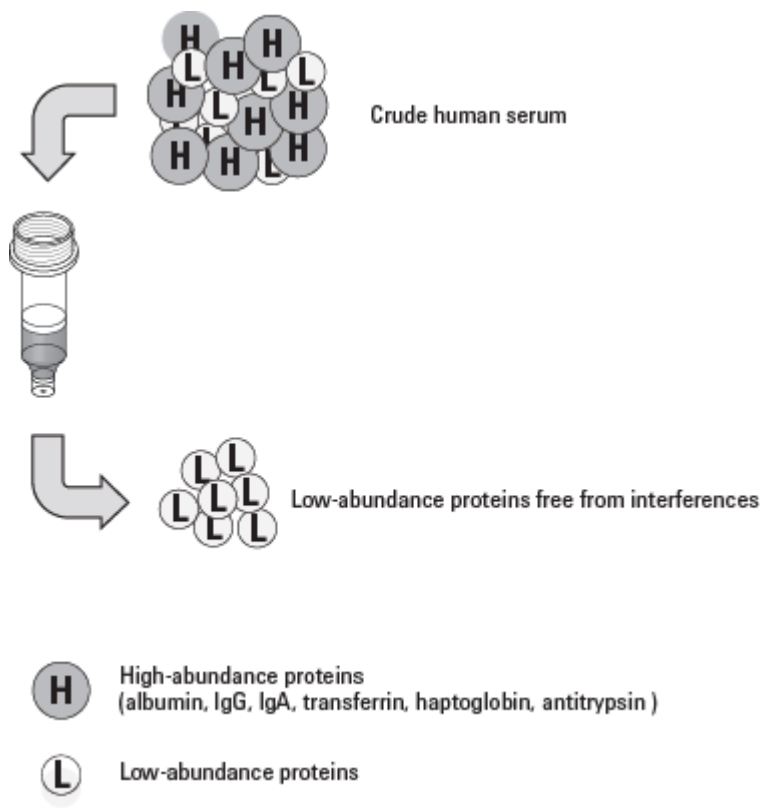 H
H
L
H
L
L
H
L
H
H
H
H
H
L
Crude human serum
L
L
L
L
L
L
L
Low-abundance proteins free from interferences
H
High-abundance proteins
(albumin, IgG, IgA, transferrin, haptoglobin, antitrypsin )
L
Low-abundance proteins